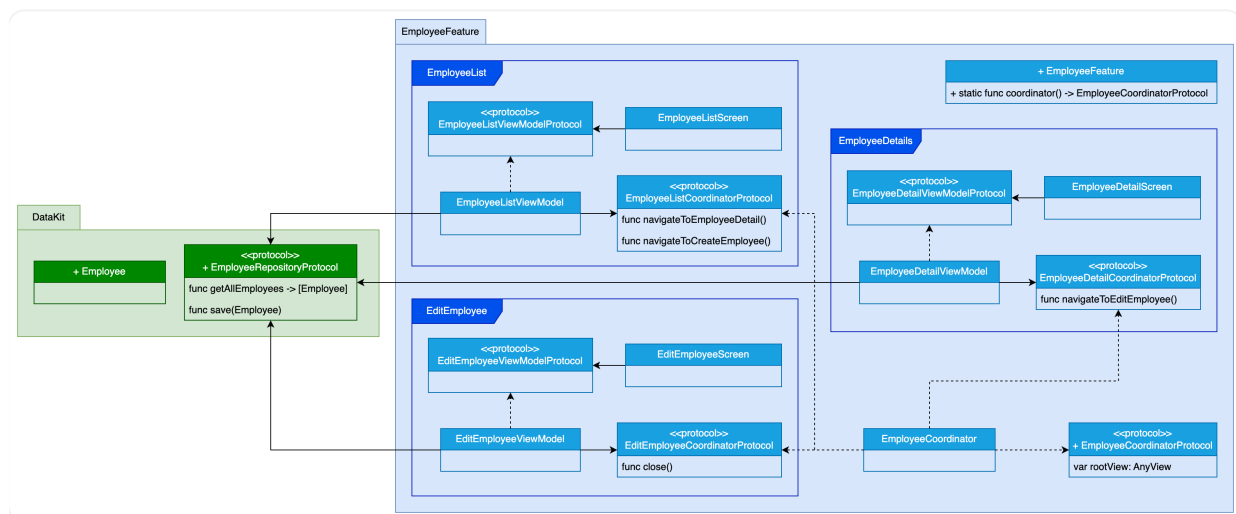 EmployeeFeature
EmployeeList
<<protocol>>
EmployeeListViewModelProtocol
EmployeeListScreen
EmployeeListViewModel
<<protocol>>
EmployeeListCoordinatorProtocol
func navigateToEmployeeDetail()
func navigateToCreateEmployee()
+ EmployeeFeature
+ static func coordinator() -> EmployeeCoordinatorProtocol
EmployeeDetails
<<protocol>>
EmployeeDetailViewModelProtocol
EmployeeDetailScreen
EmployeeDetailViewModel
<<protocol>>
EmployeeDetailCoordinatorProtocol
func navigateToEditEmployee()
DataKit
+ Employee
<<protocol>>
+ EmployeeRepositoryProtocol
func getAllEmployees -> [Employee]
func save(Employee)
EditEmployee
<<protocol>>
EditEmployeeViewModelProtocol
EditEmployeeScreen
EditEmployeeViewModel
<<protocol>>
EditEmployeeCoordinatorProtocol
func close()
EmployeeCoordinator
<<protocol>>
+ EmployeeCoordinatorProtocol
var rootView: AnyView